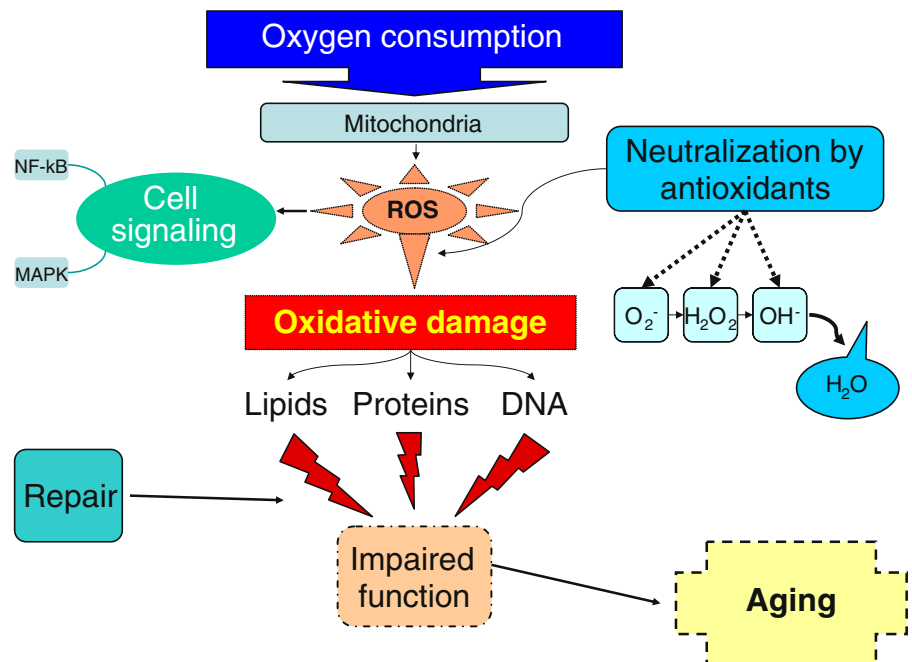 Oxygen consumption
Mitochondria
Neutralization by
antioxidants
NF-kB
Cell
signaling
MAPK
ROS
O₂⁻
H₂O₂
OH⁻
H₂O
Oxidative damage
Lipids
Proteins
DNA
Repair
Impaired
function
Aging